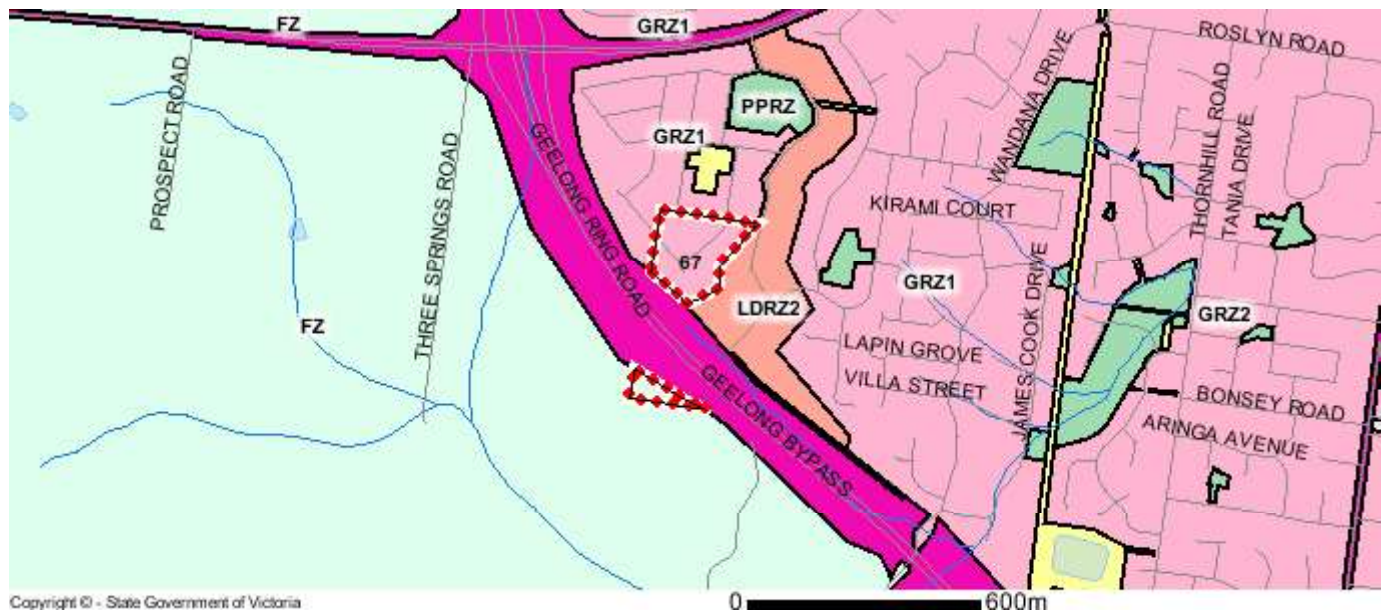 FZ
GRZ1
ROSLYN ROAD
PROSPECT ROAD
THREE SPRINGS ROAD
GEELONG RING ROAD
PPRZ
GRZ1
WANDANA DRIVE
THORNHILL ROAD
TANIA DRIVE
KIRAMI COURT
67
FZ
LDRZ2
GRZ1
JAMES COOK DRIVE
GRZ2
LAPIN GROVE
VILLA STREET
GEELONG BYPASS
BONSEY ROAD
ARINGA AVENUE
Copyright © - State Government of Victoria
0 600m